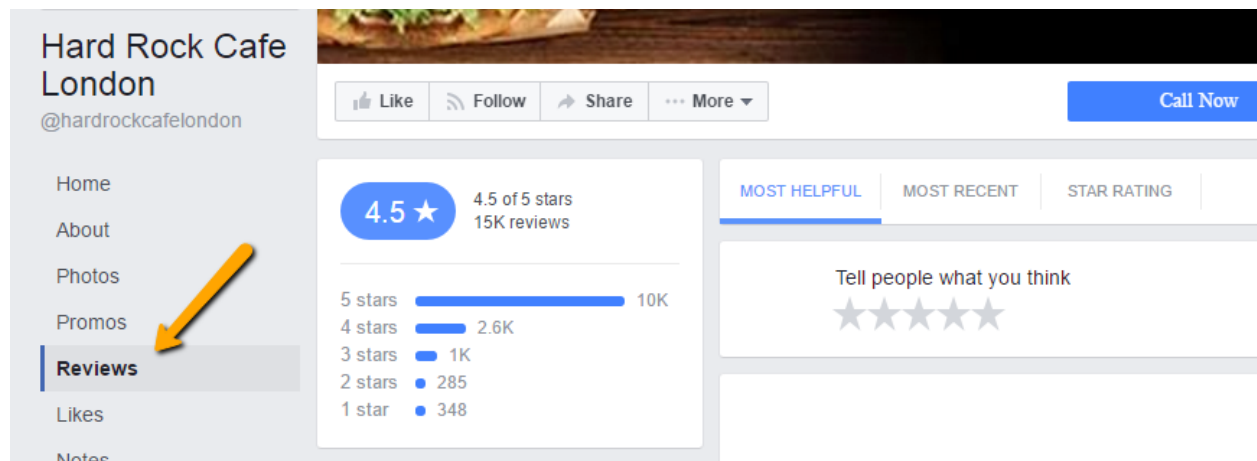 Hard Rock Cafe
London
@hardrockcafelondon
Home
About
Photos
Promos
Reviews
Likes
Notes
Like Follow Share More
Call Now
4.5 ★
4.5 of 5 stars
15K reviews
5 stars 10K
4 stars 2.6K
3 stars 1K
2 stars 285
1 star 348
MOST HELPFUL MOST RECENT STAR RATING
Tell people what you think